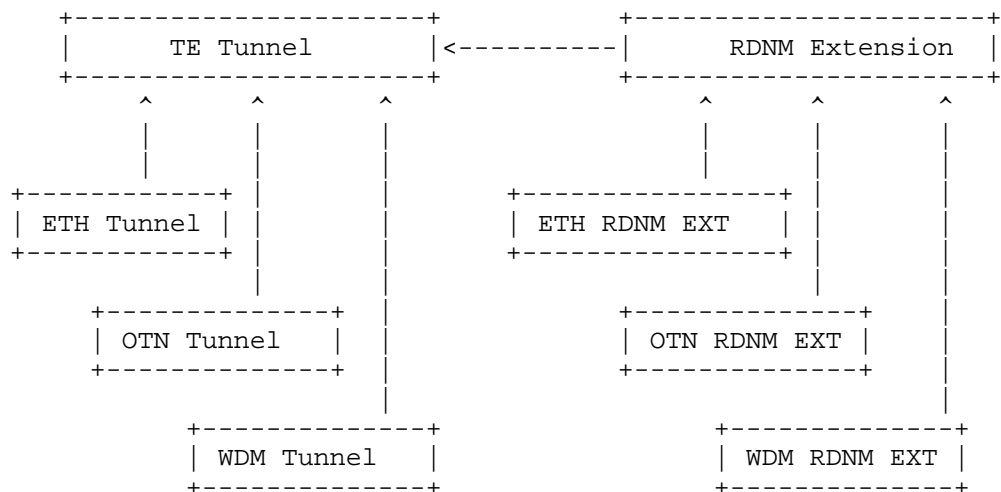 TE Tunnel RDNM Extension
ETH Tunnel ETH RDNM EXT
OTN Tunnel OTN RDNM EXT
WDM Tunnel WDM RDNM EXT